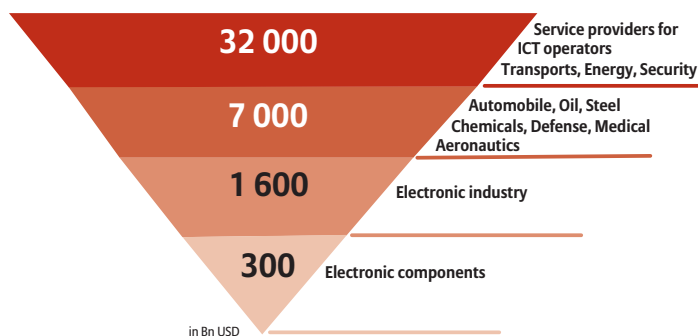 32 000
Service providers for
ICT operators
Transports, Energy, Security
7 000
Automobile, Oil, Steel
Chemicals, Defense, Medical
Aeronautics
1 600
Electronic industry
300
Electronic components
in Bn USD